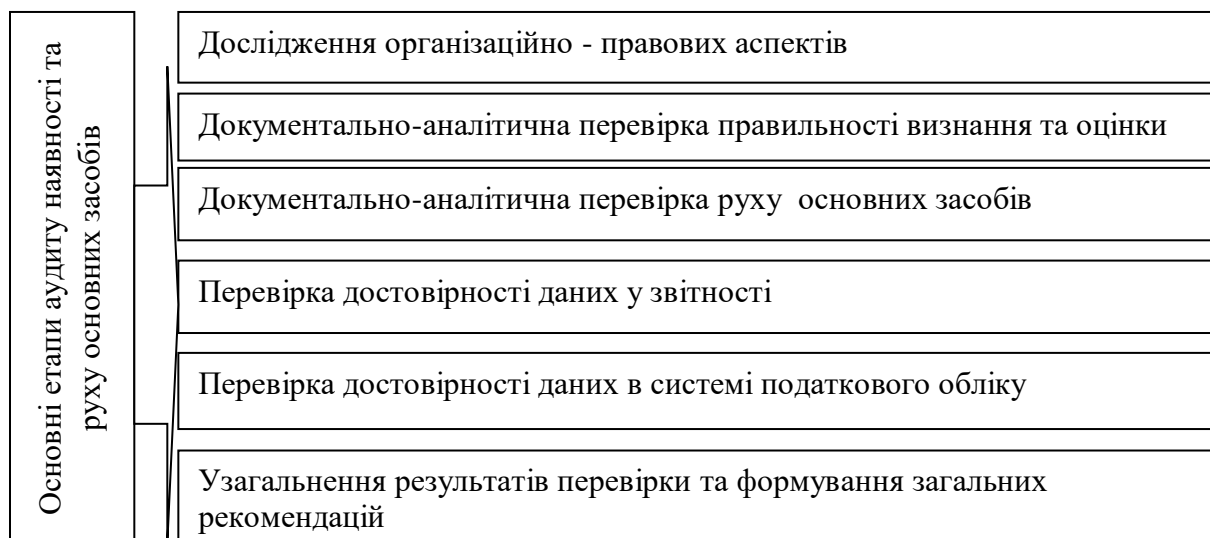 Основні етапи аудиту наявності та
руху основних засобів
Дослідження організаційно - правових аспектів
Документально-аналітична перевірка правильності визнання та оцінки
Документально-аналітична перевірка руху основних засобів
Перевірка достовірності даних у звітності
Перевірка достовірності даних в системі податкового обліку
Узагальнення результатів перевірки та формування загальних
рекомендацій